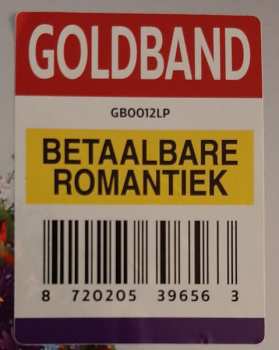 GOLDBAND
GB0012LP
BETAALBARE
ROMANTIEK
8 720205 39656 3